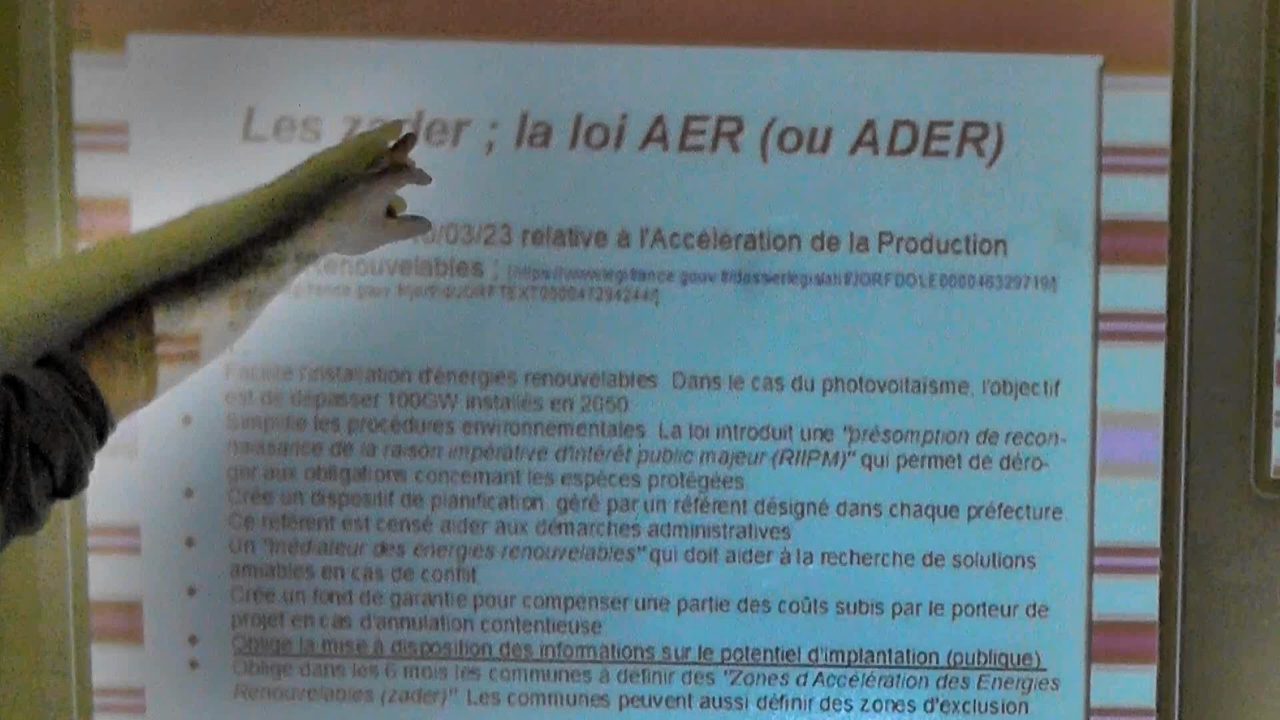 Les zader ; la loi AER (ou ADER)
/03/23 relative à l'Accélération de la Production
Renouvelables :
Facilite l'installation d'énergies renouvelables. Dans le cas du photovoltaïsme, l'objectif
est de dépasser 100GW installés en 2050
Simplifie les procédures environnementales. La loi introduit une "présomption de recon-
naissance de la raison impérative d'intérêt public majeur (RIIPM)" qui permet de déro-
ger aux obligations concernant les espèces protégées.
Crée un dispositif de planification, géré par un référent désigné dans chaque préfecture.
Ce référent est censé aider aux démarches administratives
Un "médiateur des énergies renouvelables" qui doit aider à la recherche de solutions
amiables en cas de conflit.
Crée un fond de garantie pour compenser une partie des coûts subis par le porteur de
projet en cas d'annulation contentieuse
Oblige la mise à disposition des informations sur le potentiel d'implantation (publique).
Oblige dans les 6 mois les communes à définir des "Zones d'Accélération des Energies
Renouvelables (zader)". Les communes peuvent aussi définir des zones d'exclusion